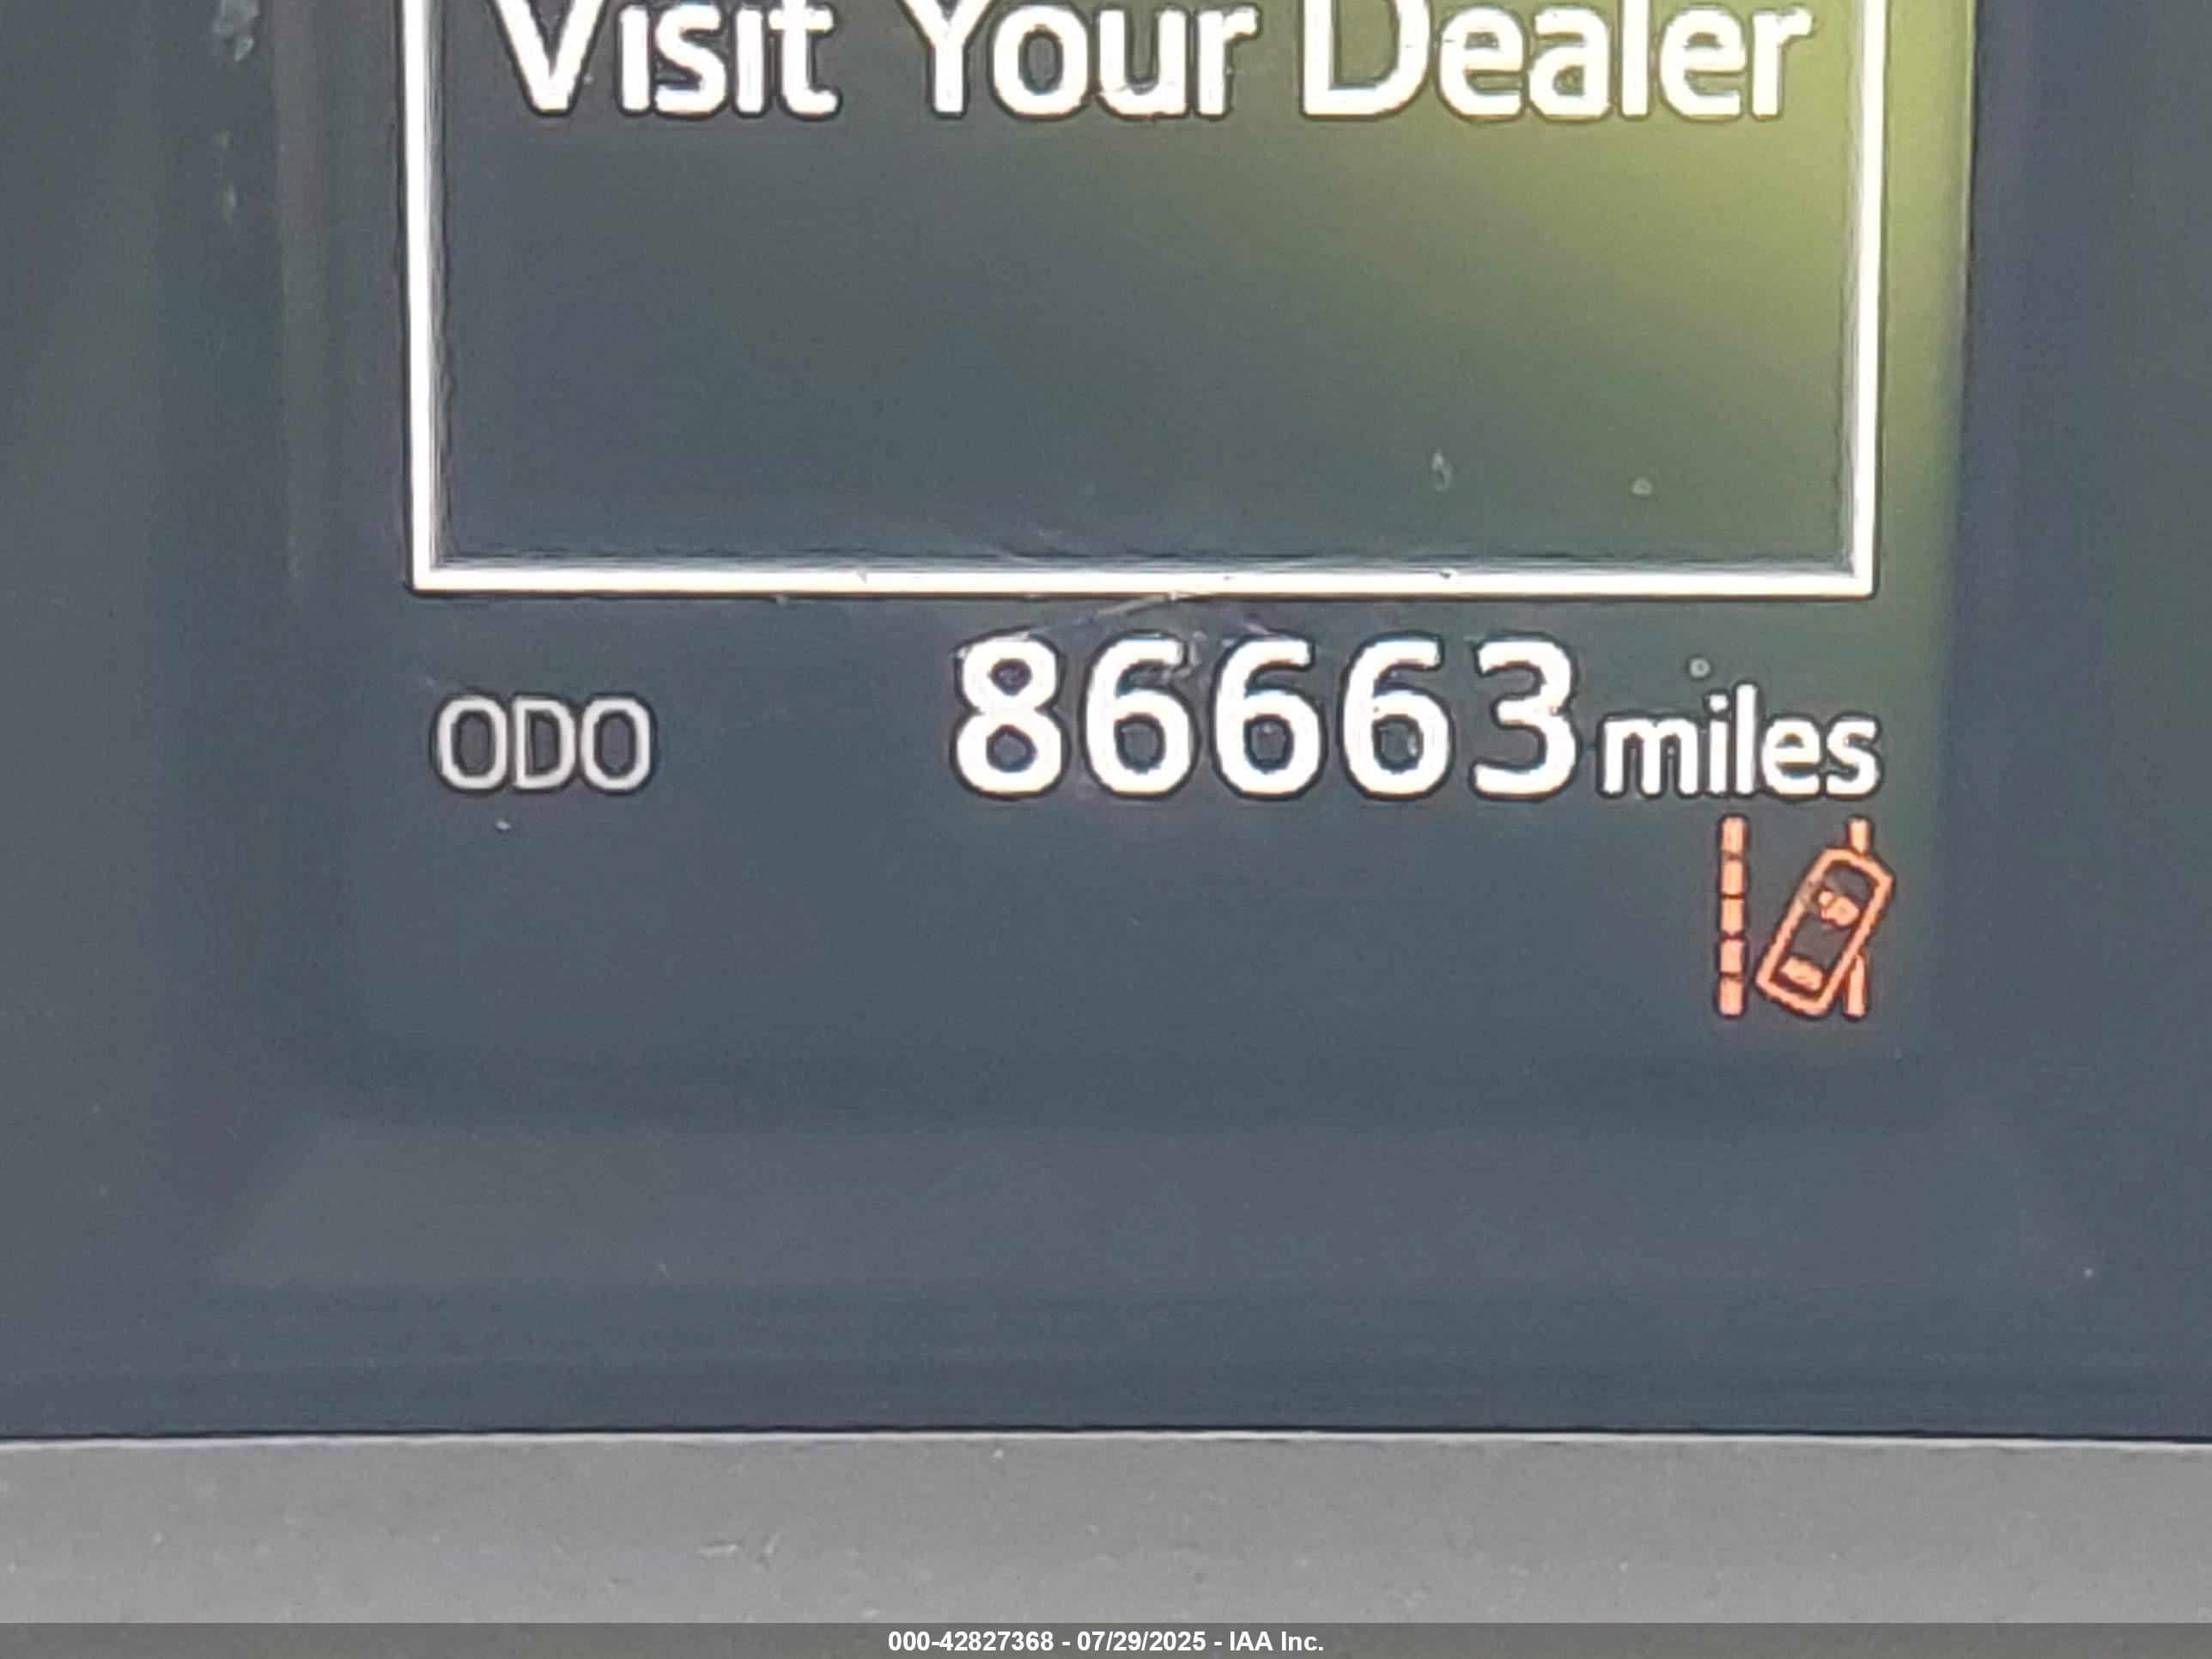 Visit Your Dealer
ODO 86663 miles
000-42827368 - 07/29/2025 - IAA Inc.